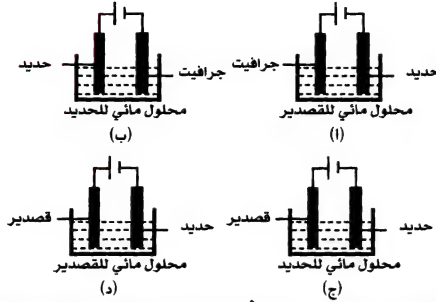 جرافيت
حديد
محلول مائي للقصدير
(ا)
حديد
جرافيت
محلول مائي للحديد
(ب)
قصدير
حديد
محلول مائي للحديد
(ج)
قصدير
حديد
محلول مائي للقصدير
(د)